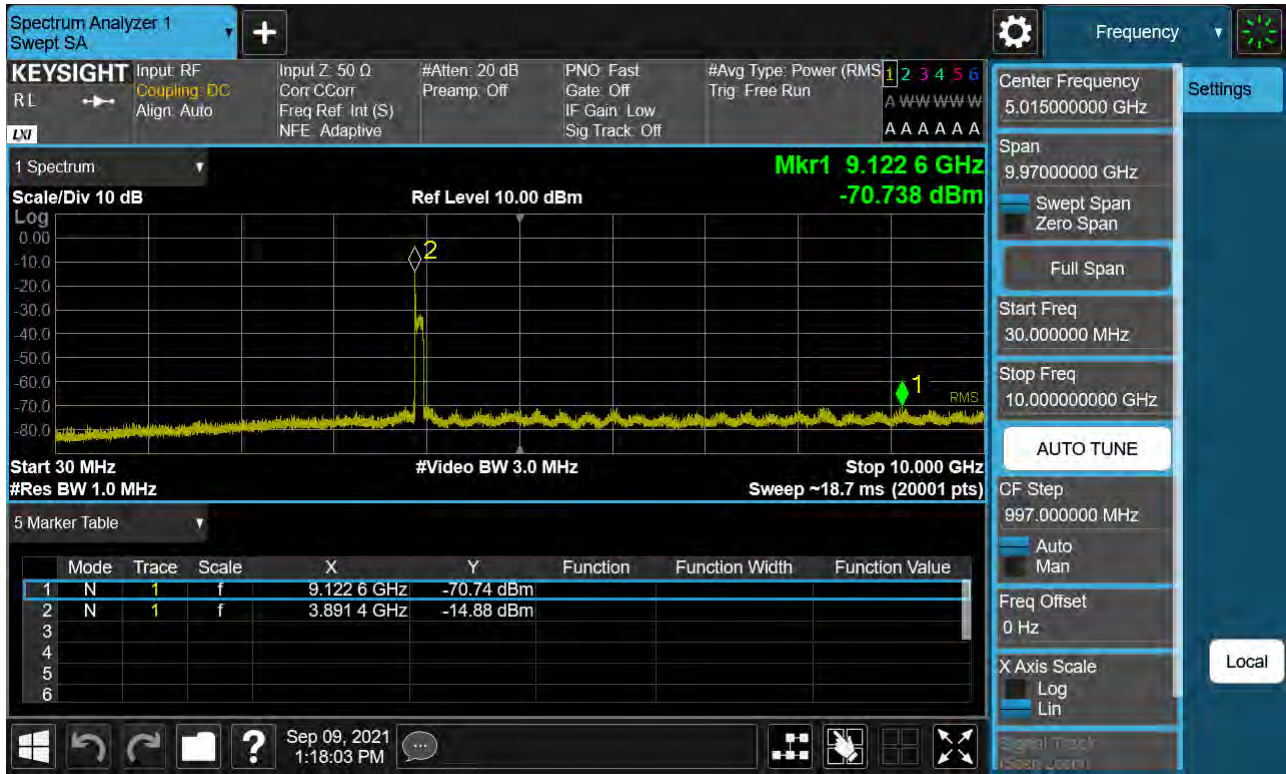 Spectrum Analyzer 1
Swept SA
+
Frequency
KEYSIGHT
Input: RF
Input Z: 50 Ω
#Atten: 20 dB
PNO: Fast
#Avg Type: Power (RMS
1 2 3 4 5 6
RL
Coupling: DC
Corr CCorr
Preamp: Off
Gate: Off
Trig: Free Run
Align: Auto
Freq Ref: Int (S)
IF Gain: Low
A W W W W W
LXI
NFE: Adaptive
Sig Track: Off
A A A A A A
1 Spectrum
Mkr1 9.122 6 GHz
Scale/Div 10 dB
Ref Level 10.00 dBm
-70.738 dBm
Log
0.00
-10.0
-20.0
-30.0
-40.0
-50.0
-60.0
-70.0
-80.0
2
1
RMS
Start 30 MHz
#Video BW 3.0 MHz
Stop 10.000 GHz
#Res BW 1.0 MHz
Sweep ~18.7 ms (20001 pts)
5 Marker Table
Mode Trace Scale X Y Function Function Width Function Value
1 N 1 f 9.122 6 GHz -70.74 dBm
2 N 1 f 3.891 4 GHz -14.88 dBm
3
4
5
6
Center Frequency
5.015000000 GHz
Settings
Span
9.97000000 GHz
Swept Span
Zero Span
Full Span
Start Freq
30.000000 MHz
Stop Freq
10.000000000 GHz
AUTO TUNE
CF Step
997.000000 MHz
Auto
Man
Freq Offset
0 Hz
X Axis Scale
Log
Lin
Signal Track
(Span Zoom)
Local
?
Sep 09, 2021
1:18:03 PM